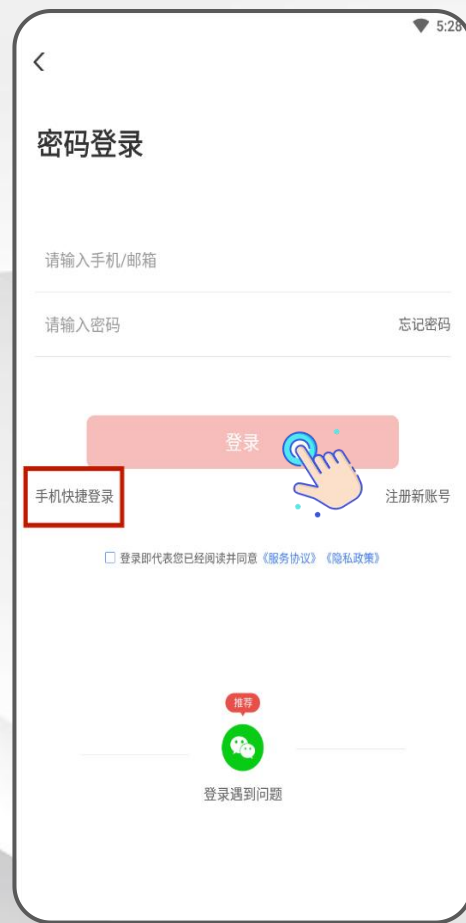 5:28
密码登录
请输入手机/邮箱
请输入密码 忘记密码
登录
手机快捷登录 注册新账号
登录即代表您已经阅读并同意《服务协议》《隐私政策》
推荐
登录遇到问题